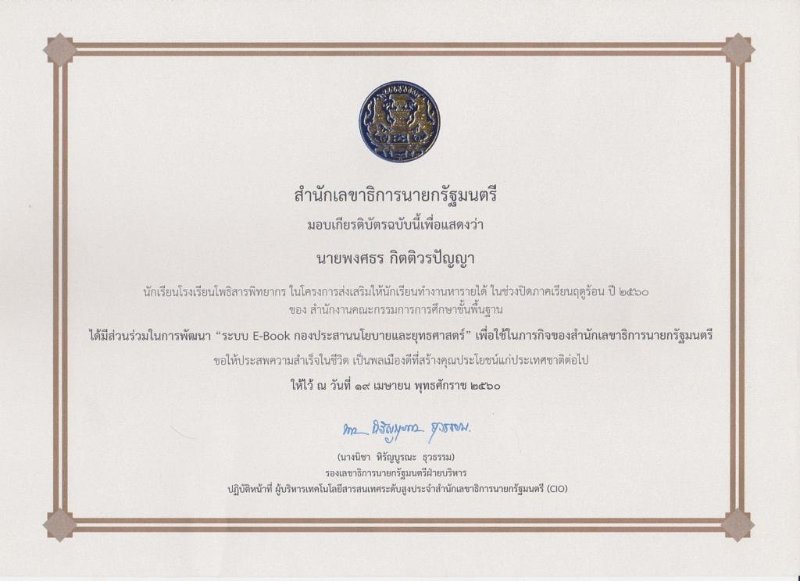 สำนักเลขาธิการนายกรัฐมนตรี
มอบเกียรติบัตรฉบับนี้เพื่อแสดงว่า
นายพงศธร กิตติวรปัญญา
นักเรียนโรงเรียนโพธิสารพิทยากร ในโครงการส่งเสริมให้นักเรียนทำงานหารายได้ ในช่วงปิดภาคเรียนฤดูร้อน ปี ๒๕๖๐
ของ สำนักงานคณะกรรมการการศึกษาขั้นพื้นฐาน
ได้มีส่วนร่วมในการพัฒนา “ระบบ E-Book กองประสานนโยบายและยุทธศาสตร์” เพื่อใช้ในภารกิจของสำนักเลขาธิการนายกรัฐมนตรี
ขอให้ประสพความสำเร็จในชีวิต เป็นพลเมืองดีที่สร้างคุณประโยชน์แก่ประเทศชาติต่อไป
ให้ไว้ ณ วันที่ ๑๙ เมษายน พุทธศักราช ๒๕๖๐
(นางนิชา หิรัญบูรณะ ธุวธรรม)
รองเลขาธิการนายกรัฐมนตรีฝ่ายบริหาร
ปฏิบัติหน้าที่ ผู้บริหารเทคโนโลยีสารสนเทศระดับสูงประจำสำนักเลขาธิการนายกรัฐมนตรี (CIO)